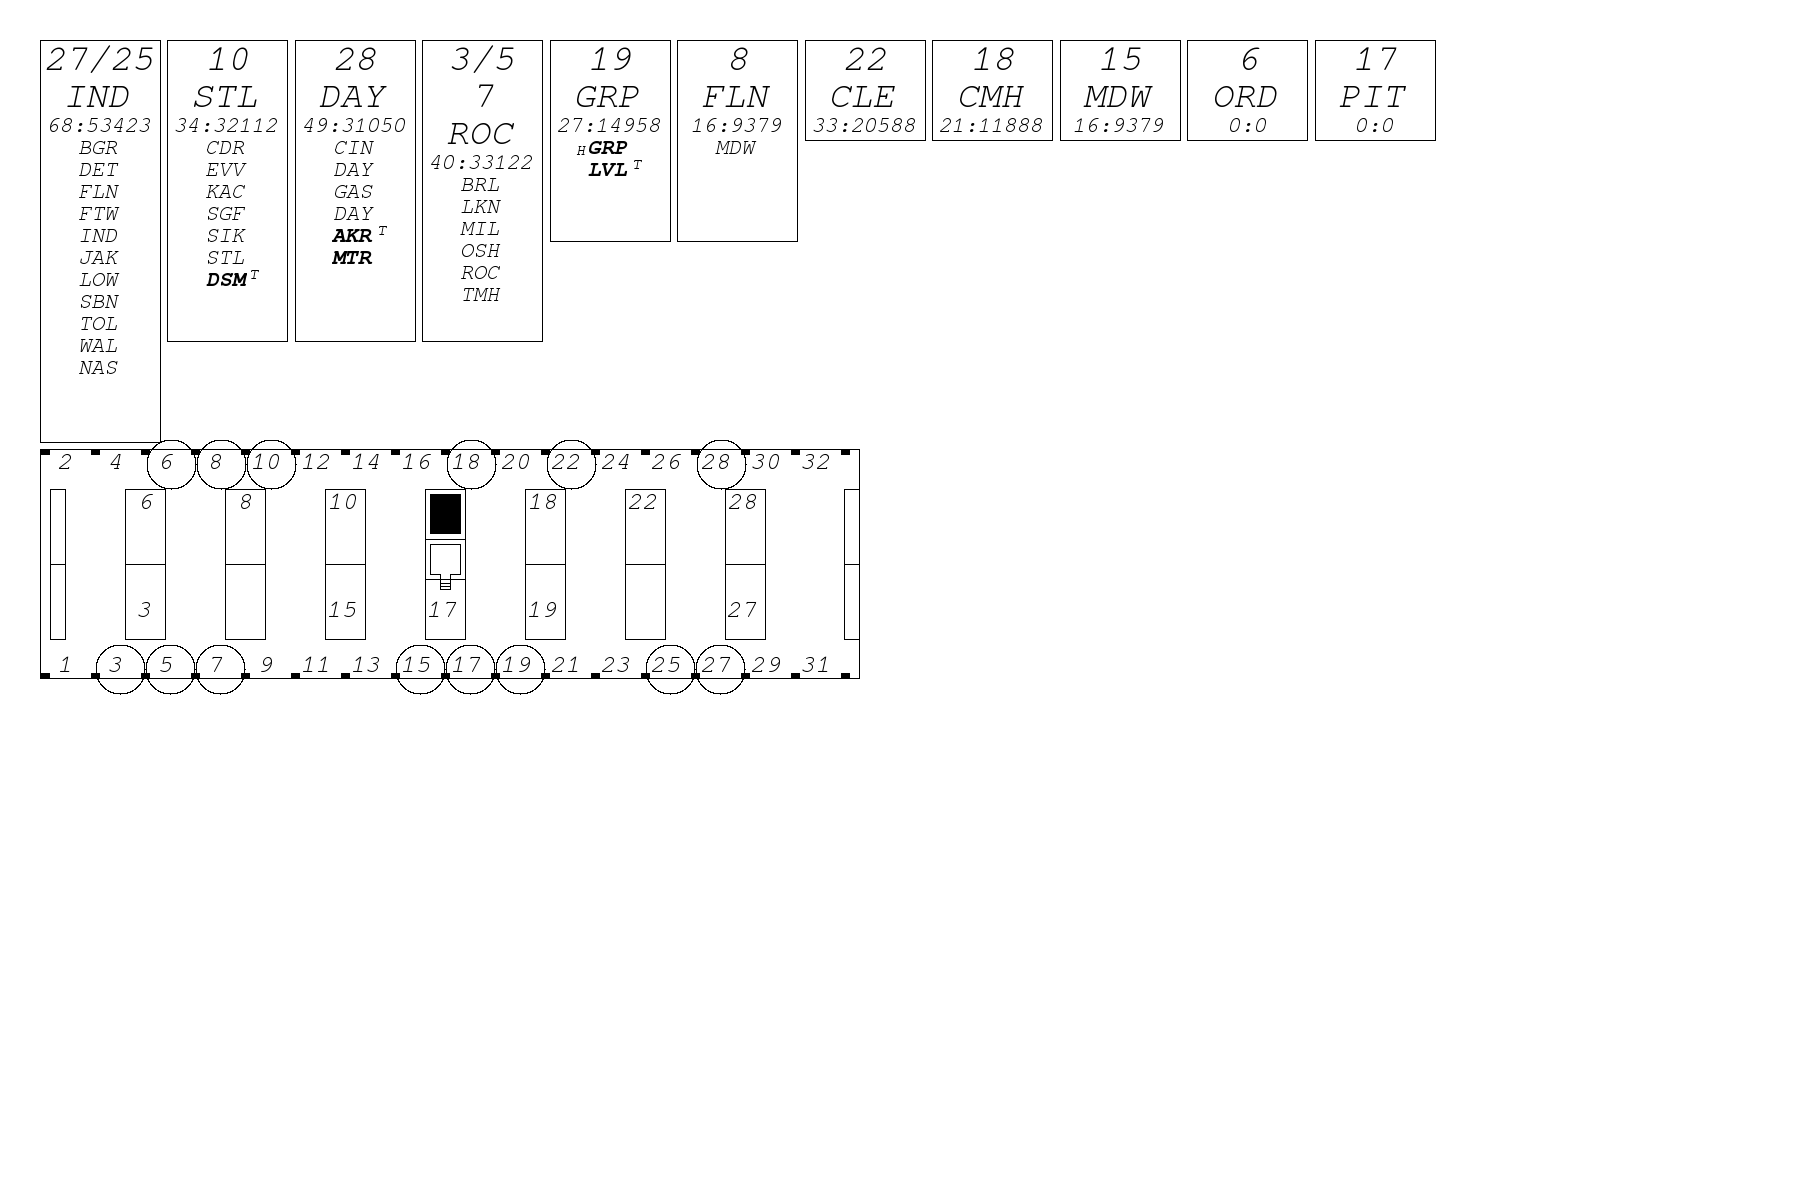 27/25
IND
68:53423
BGR
DET
FLN
FTW
IND
JAK
LOW
SBN
TOL
WAL
NAS
10
STL
34:32112
CDR
EVV
KAC
SGF
SIK
STL
DSM T
28
DAY
49:31050
CIN
DAY
GAS
DAY
AKR T
MTR
3/5
7
ROC
40:33122
BRL
LKN
MIL
OSH
ROC
TMH
19
GRP
27:14958
H GRP
LVL T
8
FLN
16:9379
MDW
22
CLE
33:20588
18
CMH
21:11888
15
MDW
16:9379
6
ORD
0:0
17
PIT
0:0
2 4 6 8 10 12 14 16 18 20 22 24 26 28 30 32
6 8 10 18 22 28
3 15 17 19 27
1 3 5 7 9 11 13 15 17 19 21 23 25 27 29 31